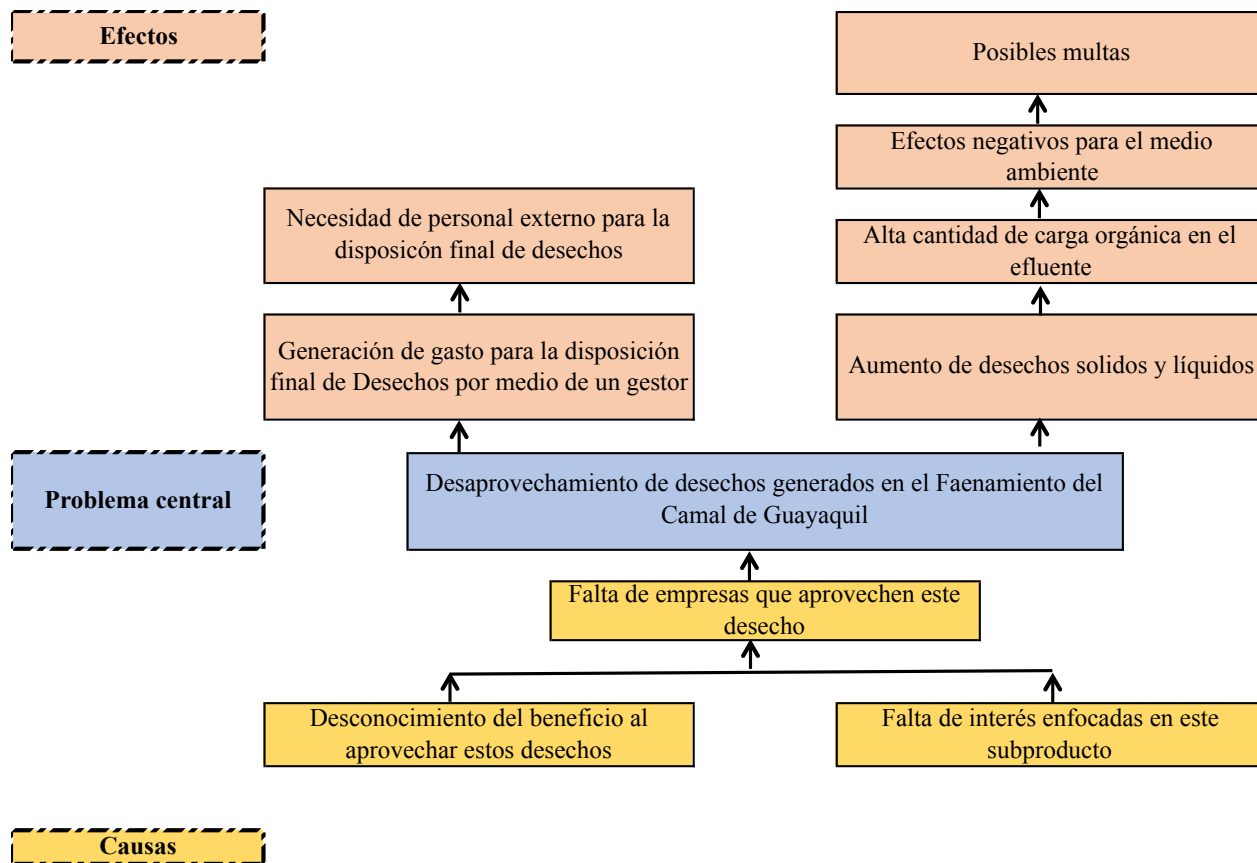 Efectos
Posibles multas
Efectos negativos para el medio
ambiente
Necesidad de personal externo para la
disposicón final de desechos
Alta cantidad de carga orgánica en el
efluente
Generación de gasto para la disposición
final de Desechos por medio de un gestor
Aumento de desechos solidos y líquidos
Problema central
Desaprovechamiento de desechos generados en el Faenamiento del
Camal de Guayaquil
Falta de empresas que aprovechen este
desecho
Desconocimiento del beneficio al
aprovechar estos desechos
Falta de interés enfocadas en este
subproducto
Causas